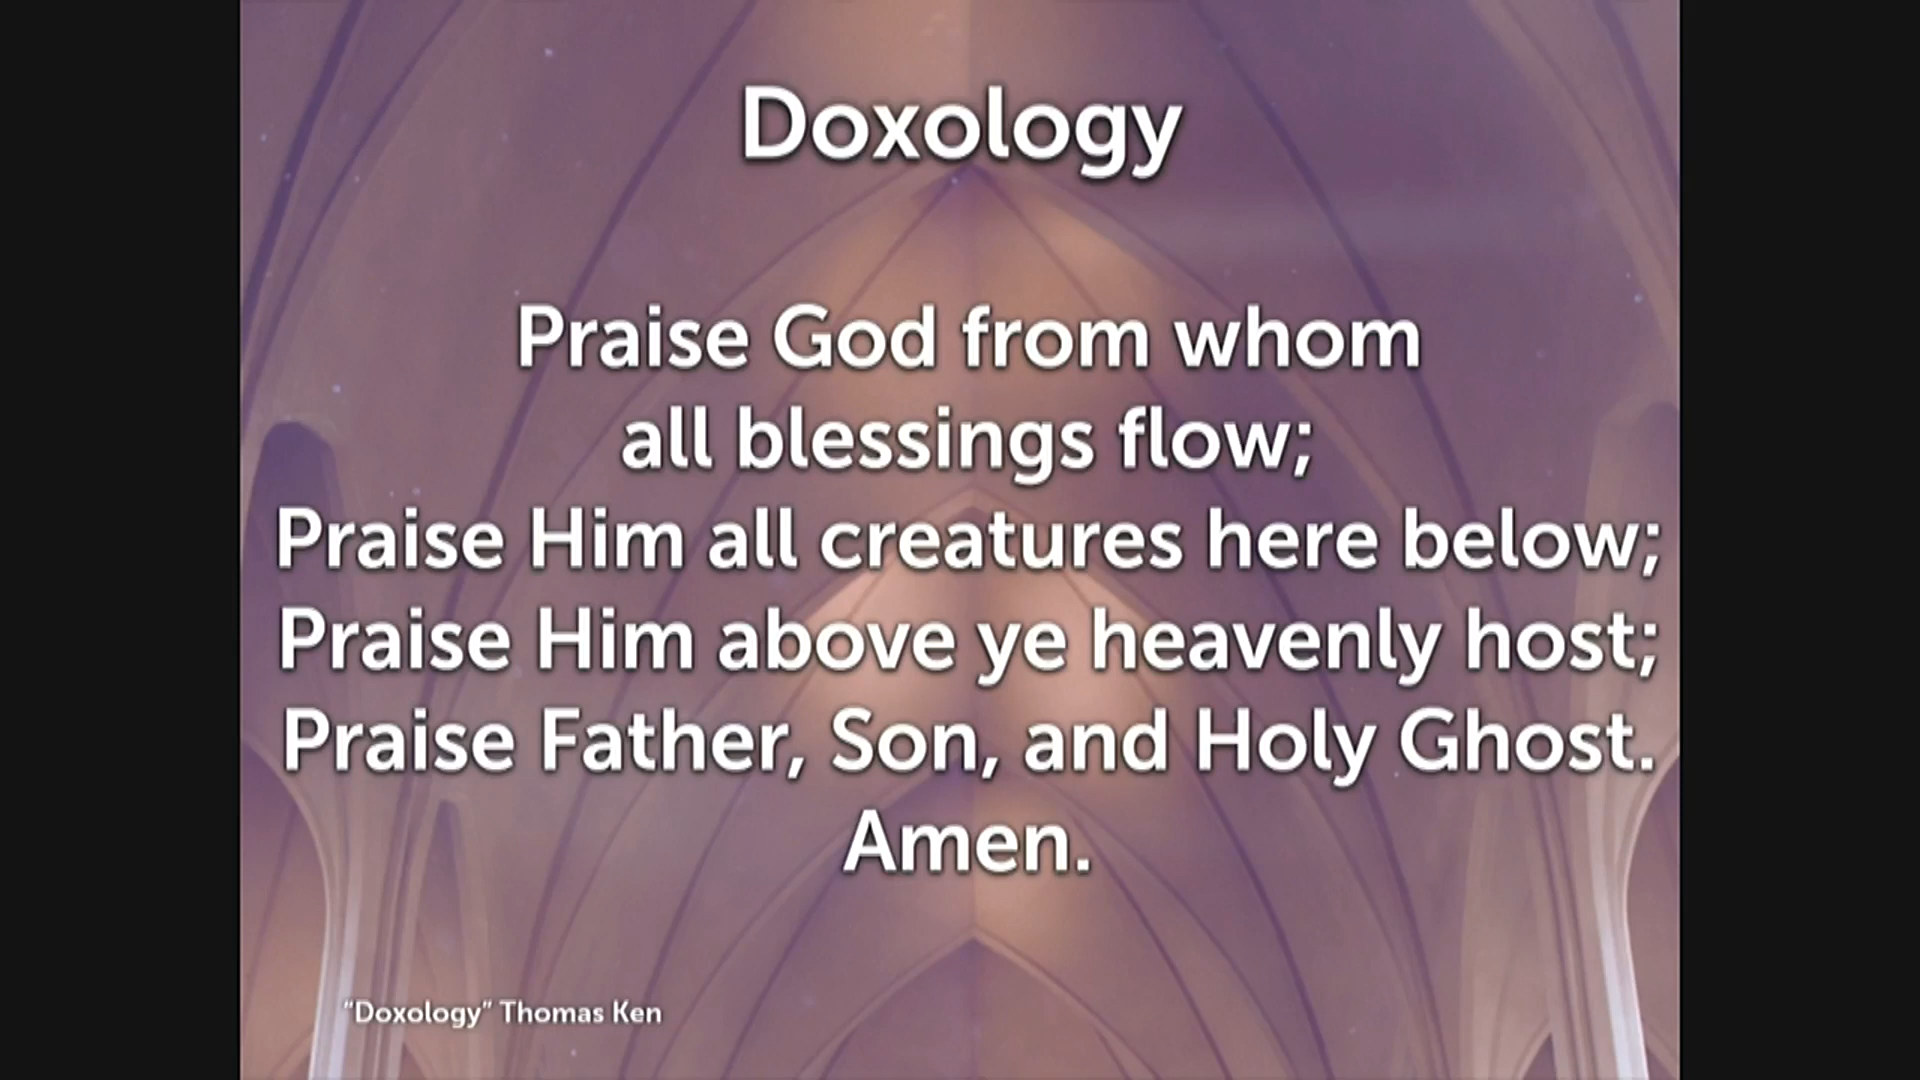 Doxology
Praise God from whom
all blessings flow;
Praise Him all creatures here below;
Praise Him above ye heavenly host;
Praise Father, Son, and Holy Ghost.
Amen.
"Doxology" Thomas Ken